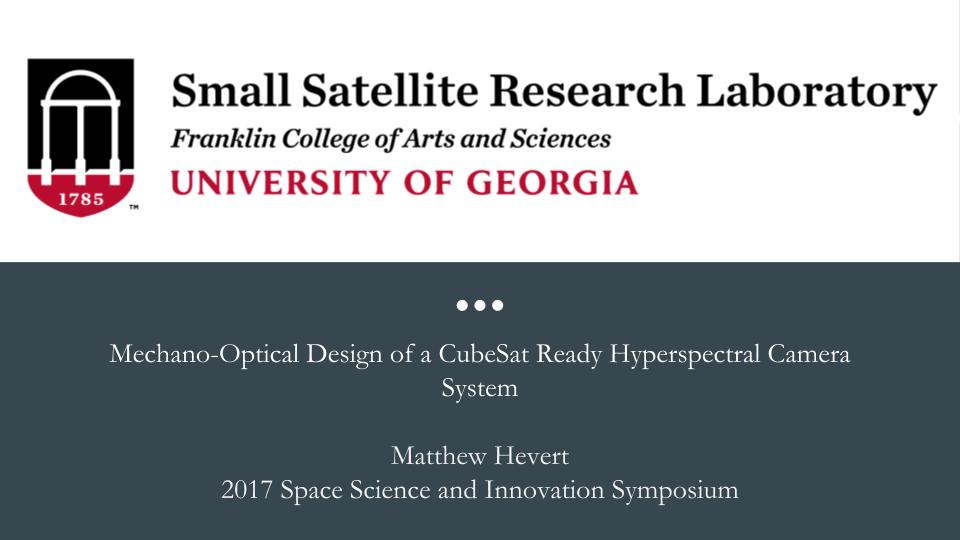 Small Satellite Research Laboratory
Franklin College of Arts and Sciences
UNIVERSITY OF GEORGIA
1785
TM
Mechano-Optical Design of a CubeSat Ready Hyperspectral Camera
System
Matthew Hevert
2017 Space Science and Innovation Symposium